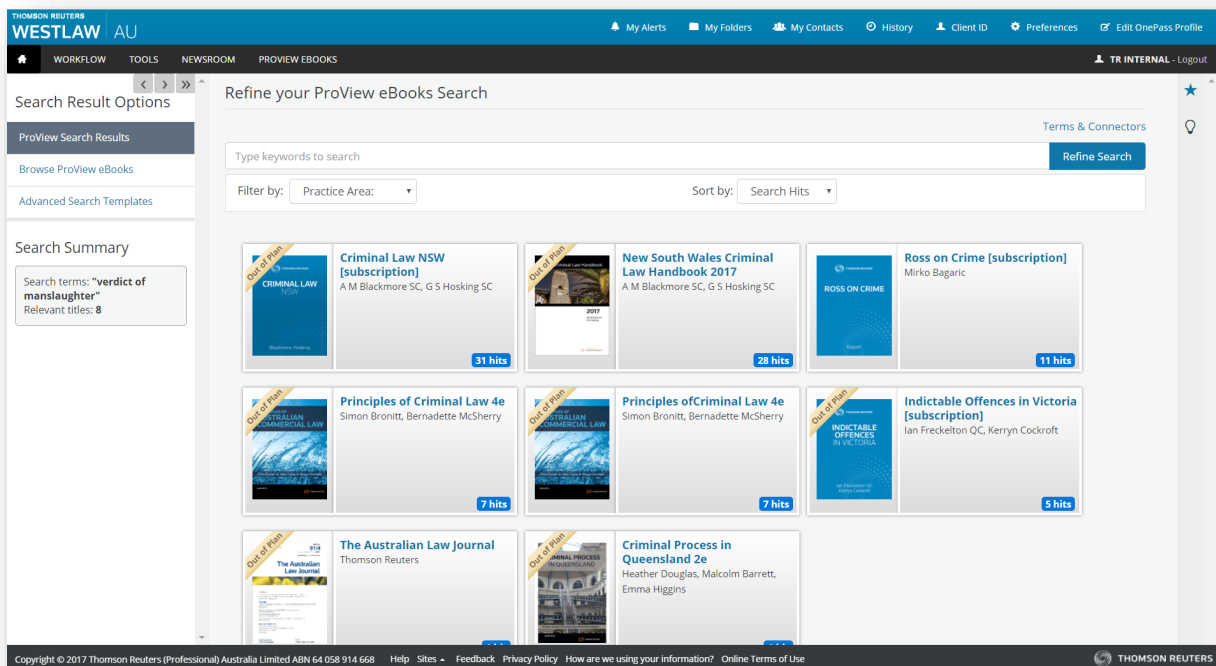 THOMSON REUTERS
WESTLAW AU
My Alerts My Folders My Contacts History Client ID Preferences Edit OnePass Profile
WORKFLOW TOOLS NEWSROOM PROVIEW EBOOKS
TR INTERNAL - Logout
Search Result Options
ProView Search Results
Browse ProView eBooks
Advanced Search Templates
Search Summary
Search terms: "verdict of
manslaughter"
Relevant titles: 8
Refine your ProView eBooks Search
Terms & Connectors
Type keywords to search
Refine Search
Filter by: Practice Area:
Sort by: Search Hits
Out of Plan
CRIMINAL LAW
NSW
Blackmore, Hosking
Criminal Law NSW
[subscription]
A M Blackmore SC, G S Hosking SC
31 hits
Out of Plan
2017
New South Wales Criminal
Law Handbook 2017
A M Blackmore SC, G S Hosking SC
28 hits
ROSS ON CRIME
Bagaric
Ross on Crime [subscription]
Mirko Bagaric
11 hits
Out of Plan
AUSTRALIAN
COMMERCIAL LAW
Principles of Criminal Law 4e
Simon Bronitt, Bernadette McSherry
7 hits
Out of Plan
AUSTRALIAN
COMMERCIAL LAW
Principles ofCriminal Law 4e
Simon Bronitt, Bernadette McSherry
7 hits
Out of Plan
INDICTABLE
OFFENCES
IN VICTORIA
Ian Freckelton QC
Kerryn Cockroft
Indictable Offences in Victoria
[subscription]
Ian Freckelton QC, Kerryn Cockroft
5 hits
Out of Plan
91/4
The Australian
Law Journal
The Australian Law Journal
Thomson Reuters
Out of Plan
CRIMINAL PROCESS
IN QUEENSLAND
Criminal Process in
Queensland 2e
Heather Douglas, Malcolm Barrett,
Emma Higgins
Copyright © 2017 Thomson Reuters (Professional) Australia Limited ABN 64 058 914 668 Help Sites Feedback Privacy Policy How are we using your information? Online Terms of Use
THOMSON REUTERS